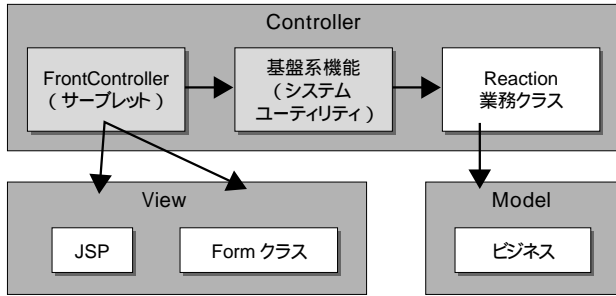 Controller
FrontController
（サーブレット）
基盤系機能
（システム
ユーティリティ）
Reaction
業務クラス
View
JSP
Form クラス
Model
ビジネス